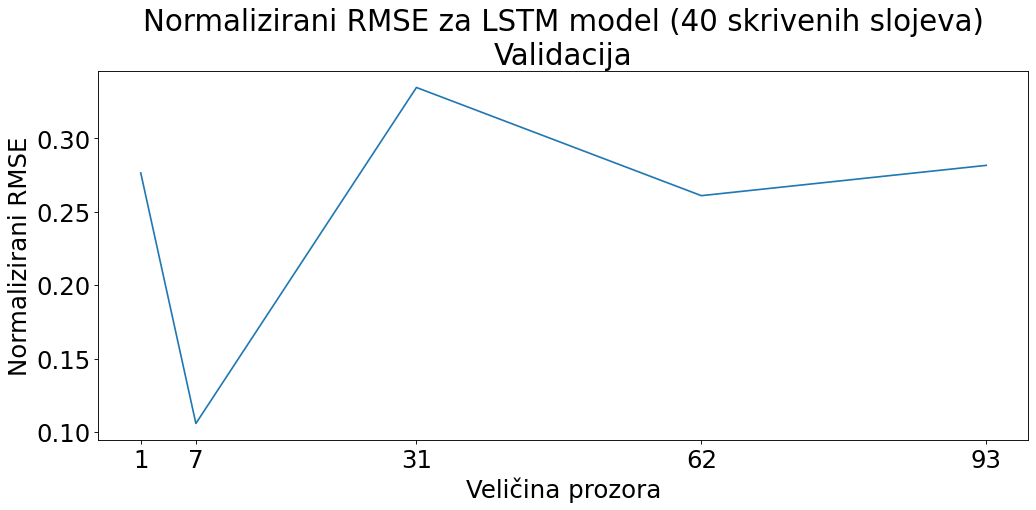 Normalizirani RMSE za LSTM model (40 skrivenih slojeva)
Validacija
Normalizirani RMSE
0.30
0.25
0.20
0.15
0.10
1 7 31 62 93
Veličina prozora